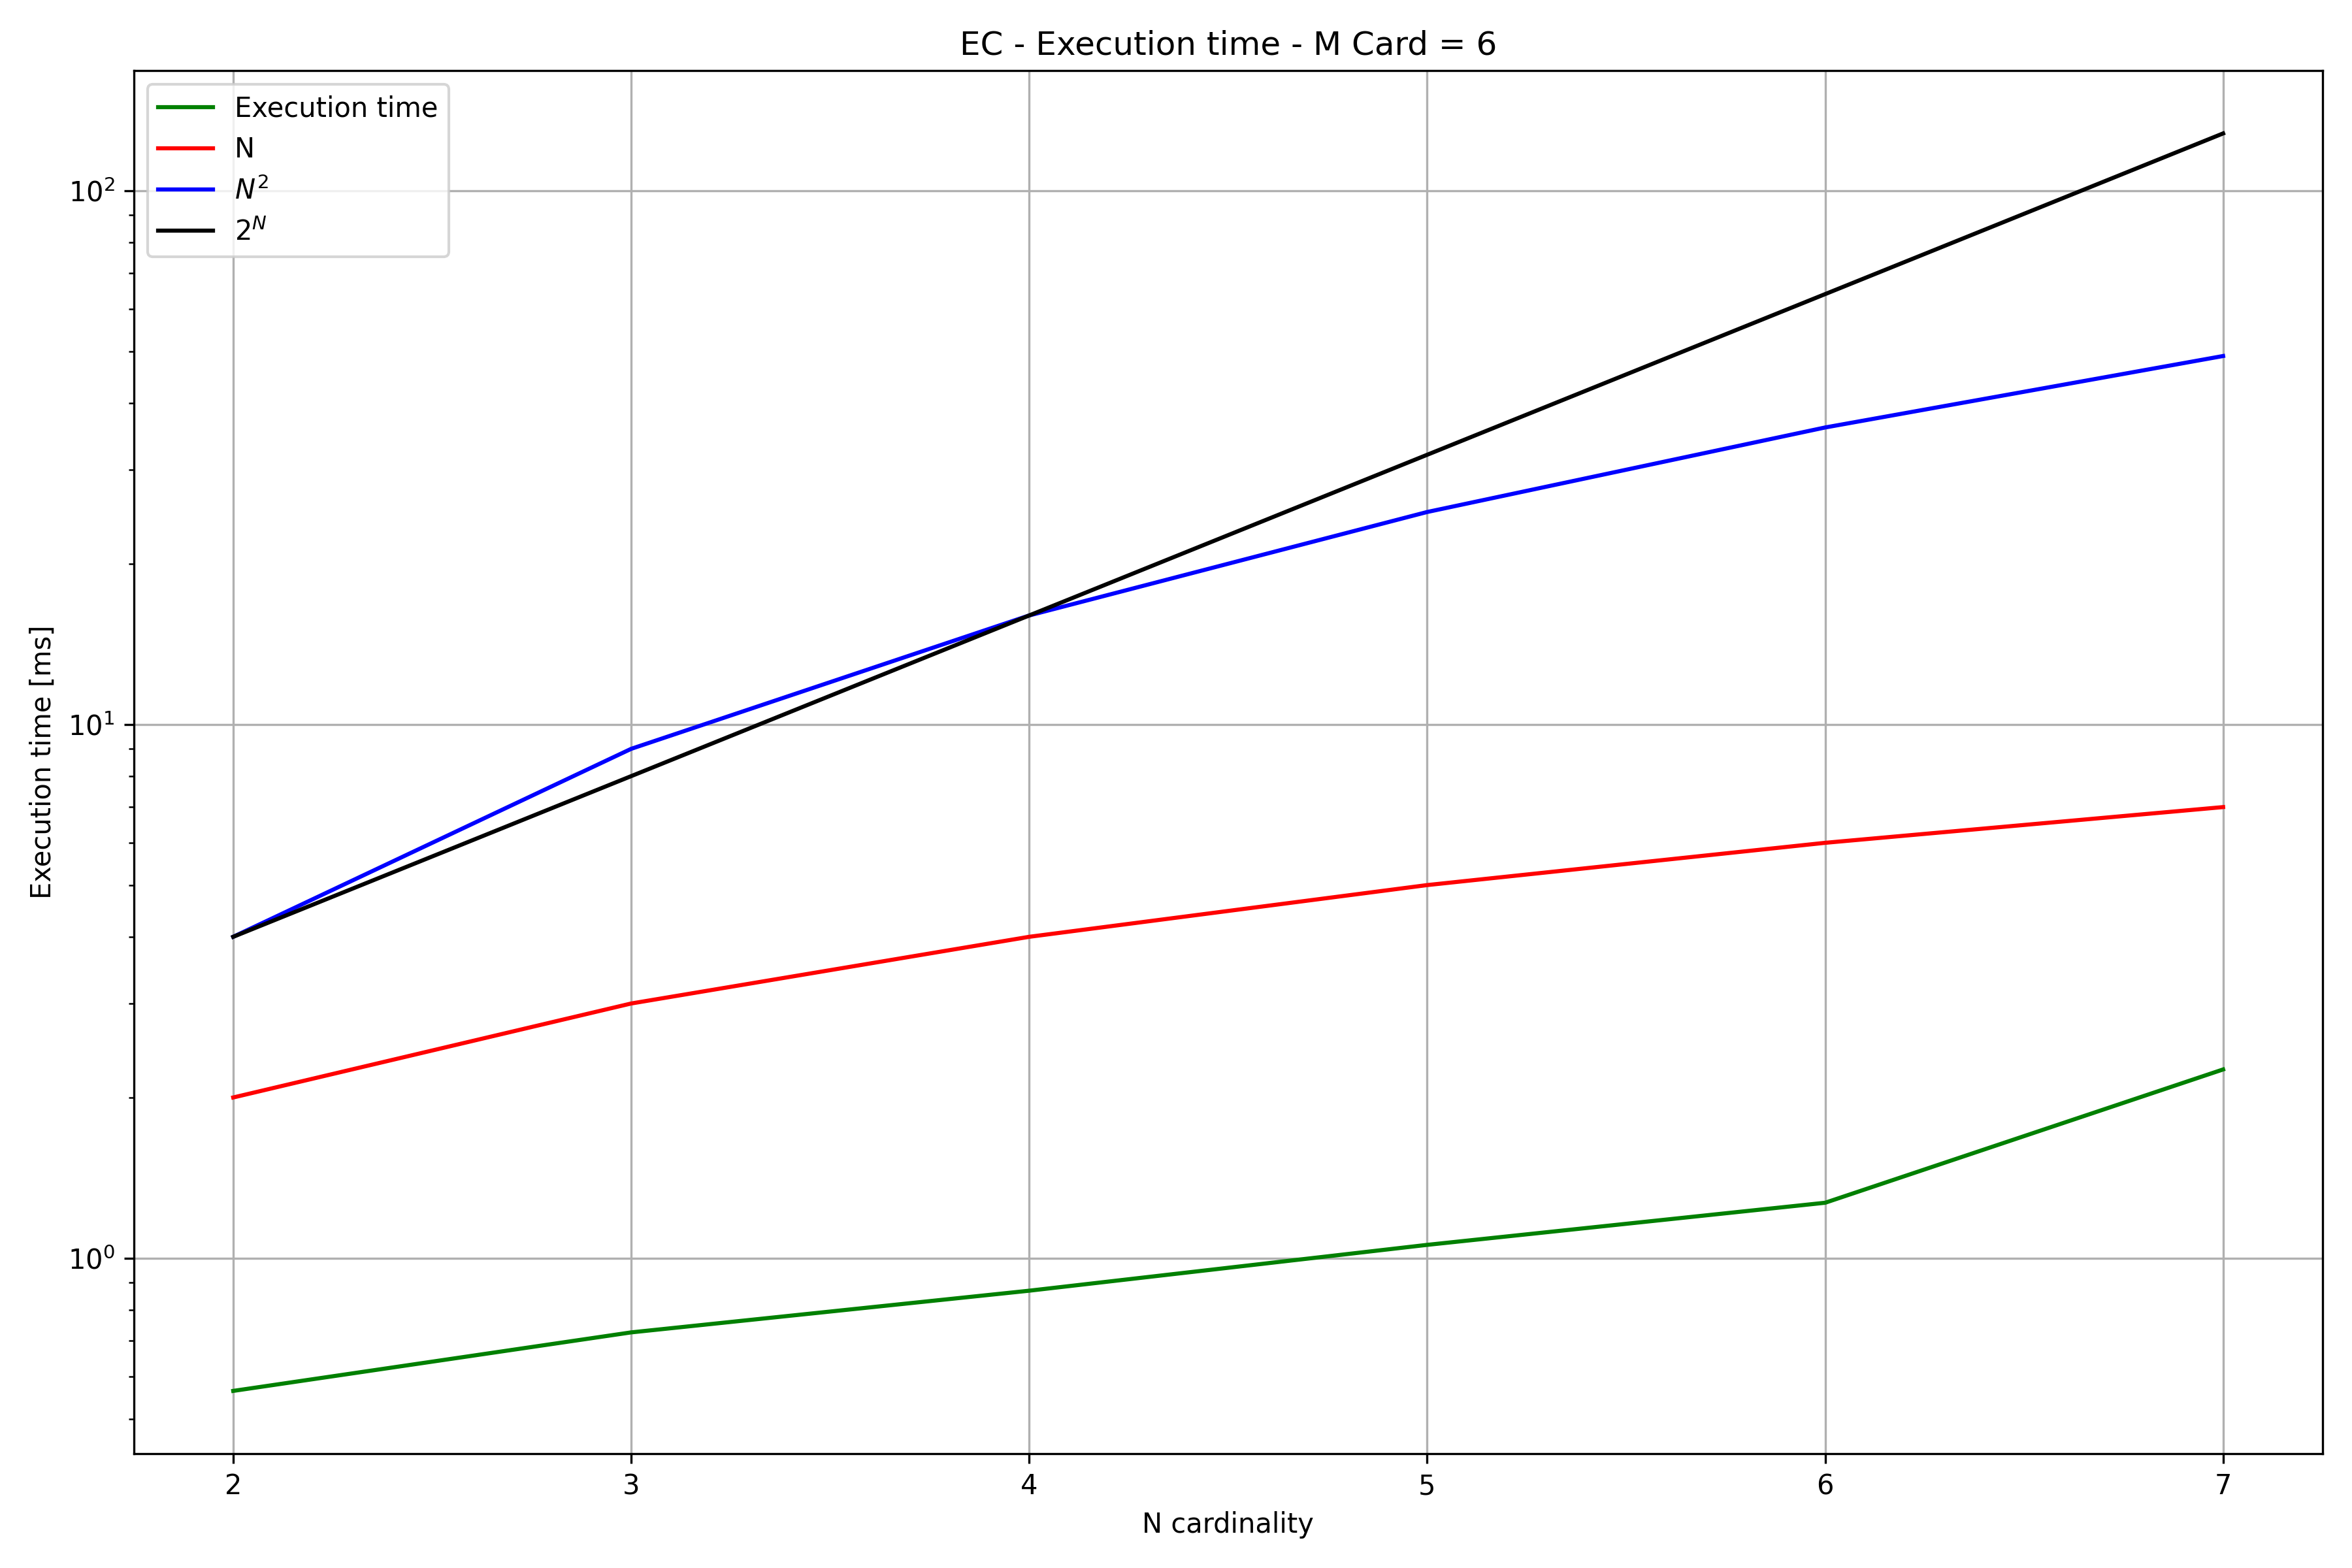 EC - Execution time - M Card = 6
Execution time
N
N²
2ᴺ
10²
10¹
10⁰
Execution time [ms]
2 3 4 5 6 7
N cardinality